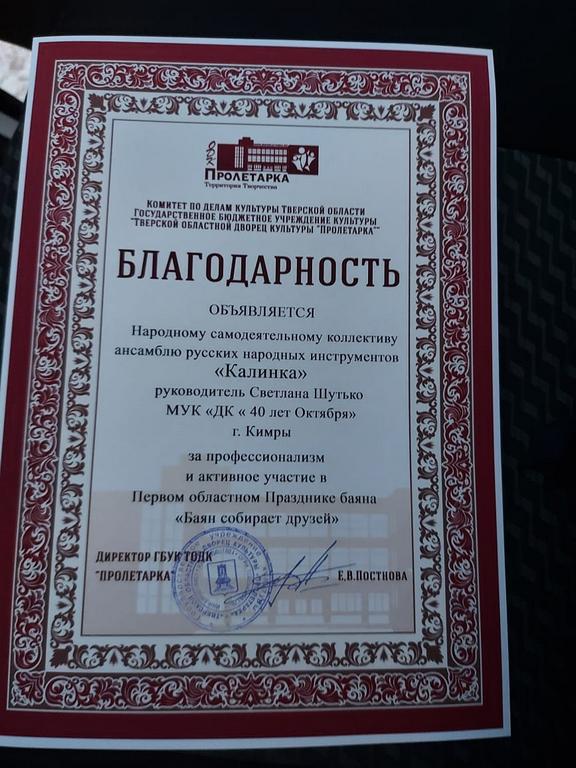 ПРОЛЕТАРКА
Территория Творчества
КОМИТЕТ ПО ДЕЛАМ КУЛЬТУРЫ ТВЕРСКОЙ ОБЛАСТИ
ГОСУДАРСТВЕННОЕ БЮДЖЕТНОЕ УЧРЕЖДЕНИЕ КУЛЬТУРЫ
"ТВЕРСКОЙ ОБЛАСТНОЙ ДВОРЕЦ КУЛЬТУРЫ "ПРОЛЕТАРКА""
БЛАГОДАРНОСТЬ
ОБЪЯВЛЯЕТСЯ
Народному самодеятельному коллективу
ансамблю русских народных инструментов
«Калинка»
руководитель Светлана Шутько
МУК «ДК « 40 лет Октября»
г. Кимры
за профессионализм
и активное участие в
Первом областном Празднике баяна
«Баян собирает друзей»
ДИРЕКТОР ГБУК ТОДК
"ПРОЛЕТАРКА"
Е.В.ПОСТНОВА